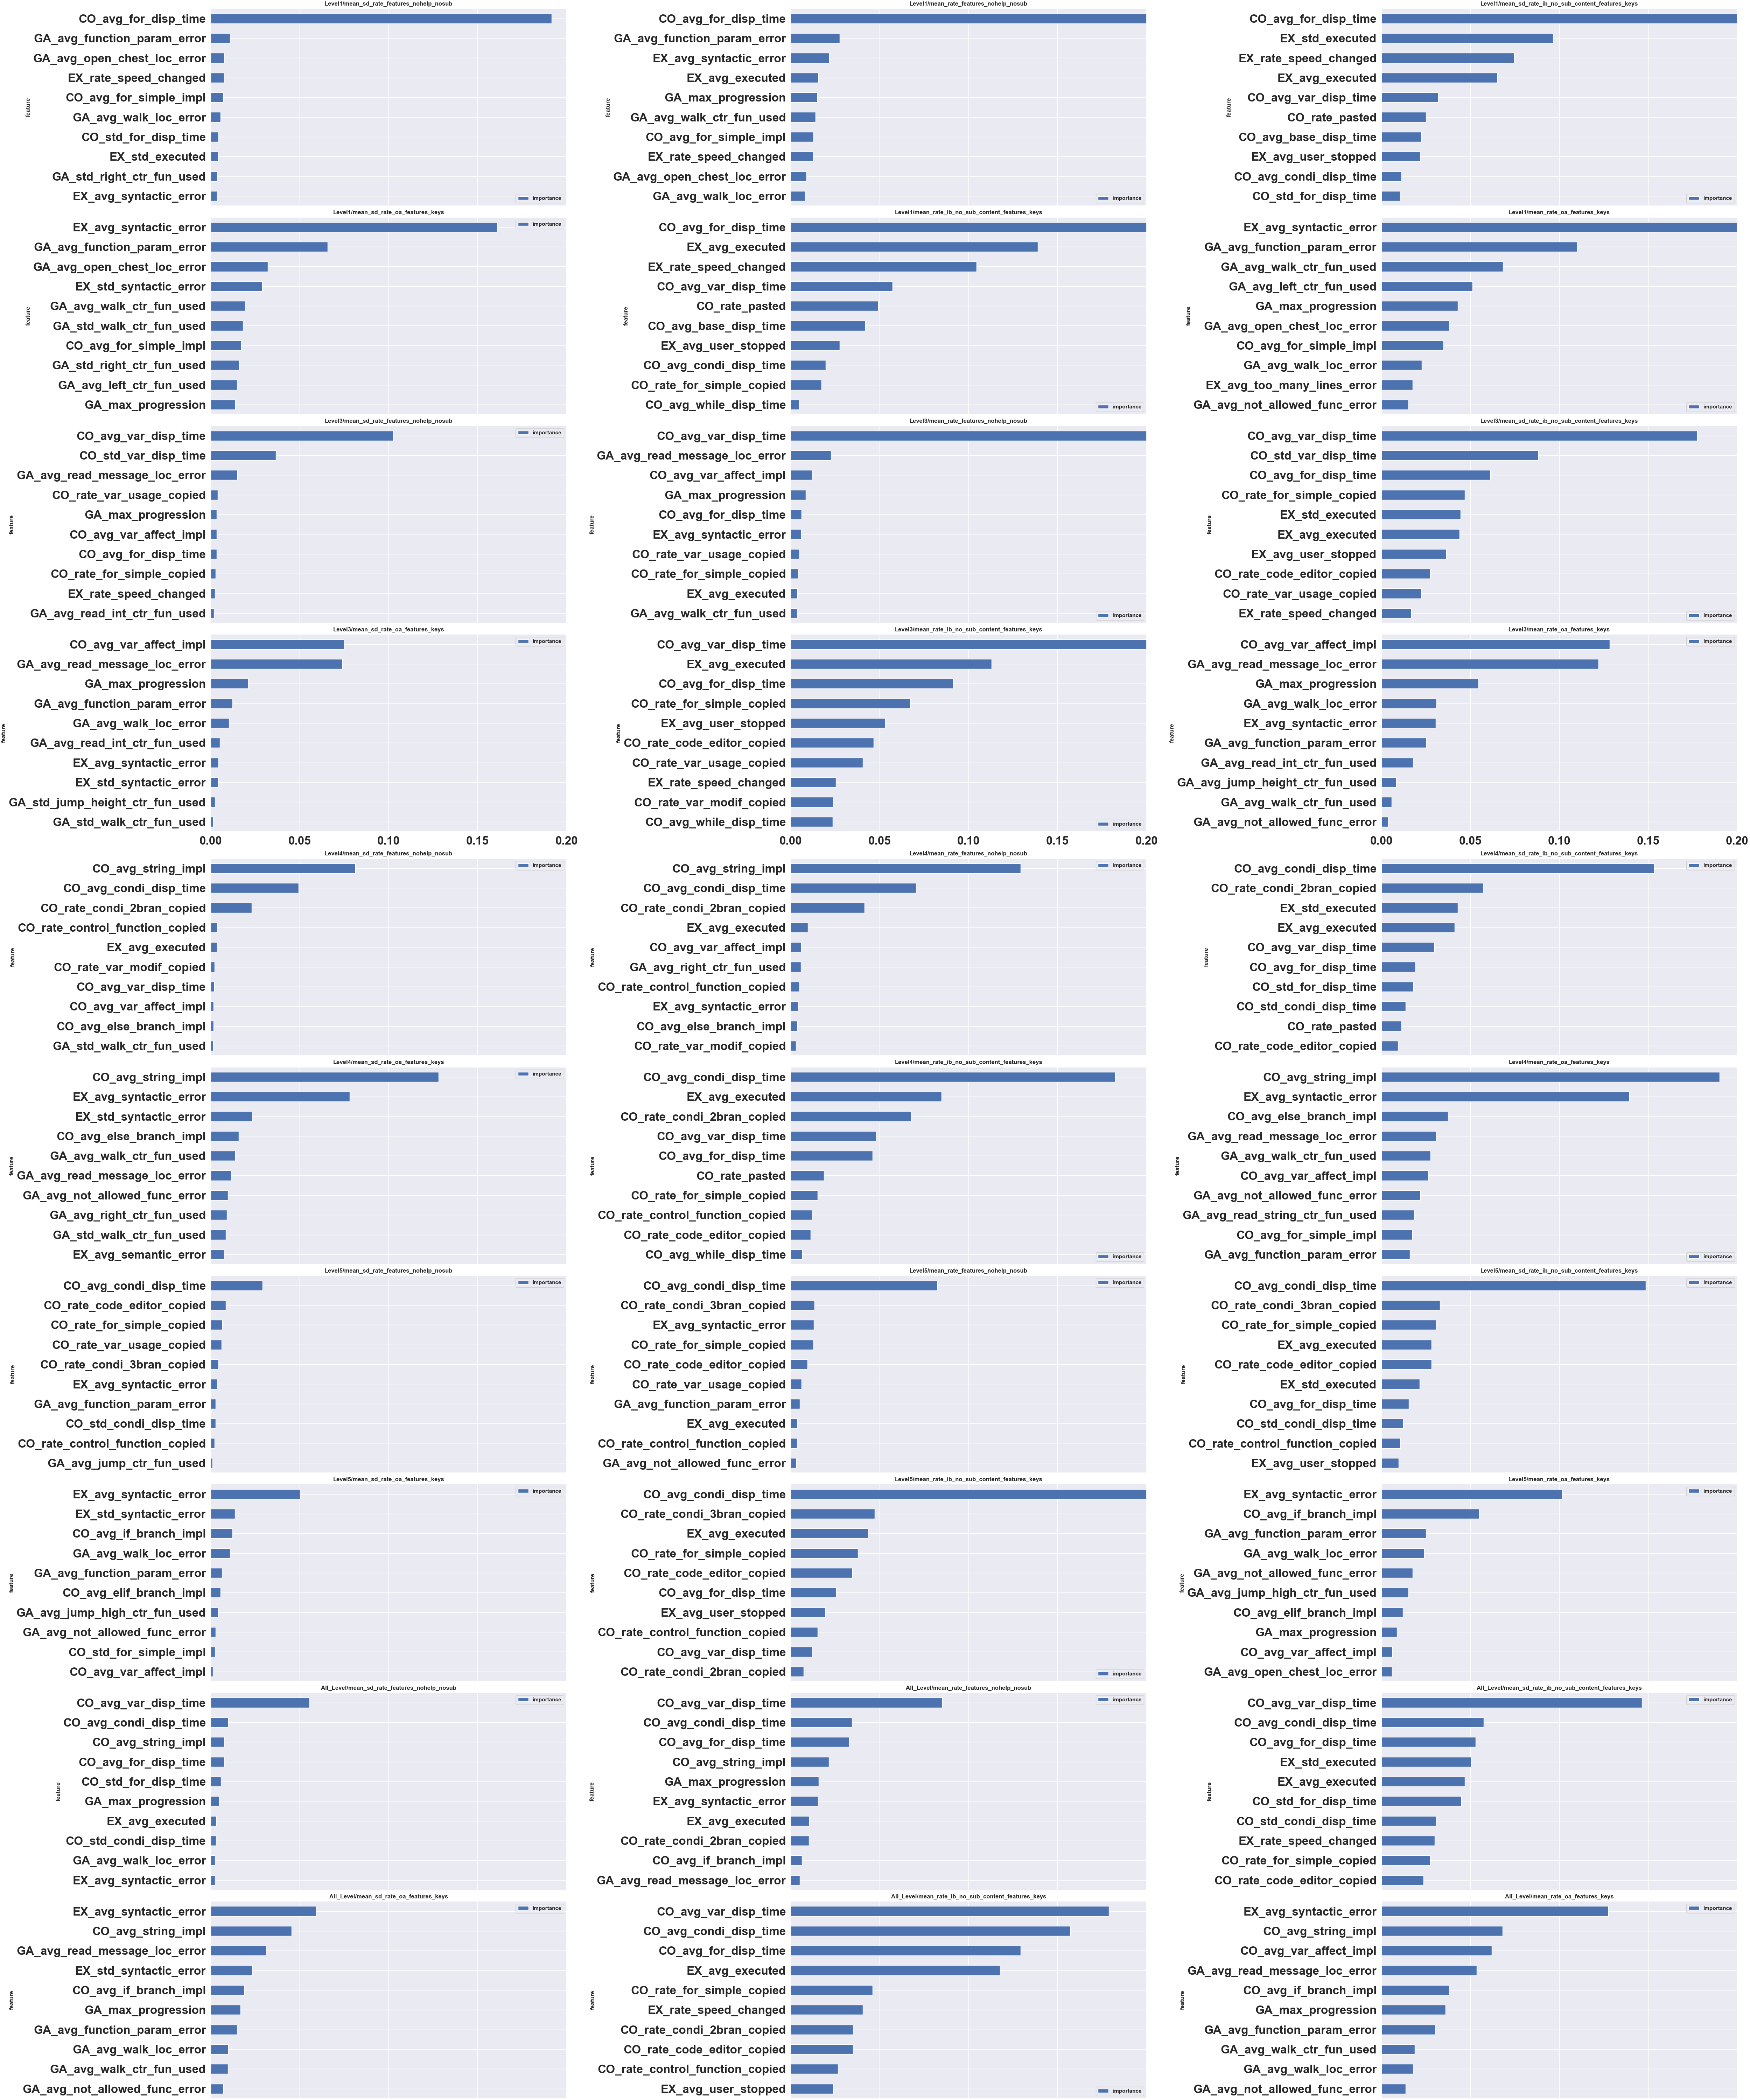 Level1/mean_sd_rate_features_nohelp_nosub
CO_avg_for_disp_time
GA_avg_function_param_error
GA_avg_open_chest_loc_error
EX_rate_speed_changed
CO_avg_for_simple_impl
GA_avg_walk_loc_error
CO_std_for_disp_time
EX_std_executed
GA_std_right_ctr_fun_used
EX_avg_syntactic_error
feature
importance
Level1/mean_rate_features_nohelp_nosub
CO_avg_for_disp_time
GA_avg_function_param_error
EX_avg_syntactic_error
EX_avg_executed
GA_max_progression
GA_avg_walk_ctr_fun_used
CO_avg_for_simple_impl
EX_rate_speed_changed
GA_avg_open_chest_loc_error
GA_avg_walk_loc_error
feature
importance
Level1/mean_sd_rate_ib_no_sub_content_features_keys
CO_avg_for_disp_time
EX_std_executed
EX_rate_speed_changed
EX_avg_executed
CO_avg_var_disp_time
CO_rate_pasted
CO_avg_base_disp_time
EX_avg_user_stopped
CO_avg_condi_disp_time
CO_std_for_disp_time
feature
importance
Level1/mean_sd_rate_oa_features_keys
EX_avg_syntactic_error
GA_avg_function_param_error
GA_avg_open_chest_loc_error
EX_std_syntactic_error
GA_avg_walk_ctr_fun_used
GA_std_walk_ctr_fun_used
CO_avg_for_simple_impl
GA_std_right_ctr_fun_used
GA_avg_left_ctr_fun_used
GA_max_progression
feature
importance
Level1/mean_rate_ib_no_sub_content_features_keys
CO_avg_for_disp_time
EX_avg_executed
EX_rate_speed_changed
CO_avg_var_disp_time
CO_rate_pasted
CO_avg_base_disp_time
EX_avg_user_stopped
CO_avg_condi_disp_time
CO_rate_for_simple_copied
CO_avg_while_disp_time
feature
importance
Level1/mean_rate_oa_features_keys
EX_avg_syntactic_error
GA_avg_function_param_error
GA_avg_walk_ctr_fun_used
GA_avg_left_ctr_fun_used
GA_max_progression
GA_avg_open_chest_loc_error
CO_avg_for_simple_impl
GA_avg_walk_loc_error
EX_avg_too_many_lines_error
GA_avg_not_allowed_func_error
feature
importance
Level3/mean_sd_rate_features_nohelp_nosub
CO_avg_var_disp_time
CO_std_var_disp_time
GA_avg_read_message_loc_error
CO_rate_var_usage_copied
GA_max_progression
CO_avg_var_affect_impl
CO_avg_for_disp_time
CO_rate_for_simple_copied
EX_rate_speed_changed
GA_avg_read_int_ctr_fun_used
feature
importance
Level3/mean_rate_features_nohelp_nosub
CO_avg_var_disp_time
GA_avg_read_message_loc_error
CO_avg_var_affect_impl
GA_max_progression
CO_avg_for_disp_time
EX_avg_syntactic_error
CO_rate_var_usage_copied
CO_rate_for_simple_copied
EX_avg_executed
GA_avg_walk_ctr_fun_used
feature
importance
Level3/mean_sd_rate_ib_no_sub_content_features_keys
CO_avg_var_disp_time
CO_std_var_disp_time
CO_avg_for_disp_time
CO_rate_for_simple_copied
EX_std_executed
EX_avg_executed
EX_avg_user_stopped
CO_rate_code_editor_copied
CO_rate_var_usage_copied
EX_rate_speed_changed
feature
importance
Level3/mean_sd_rate_oa_features_keys
CO_avg_var_affect_impl
GA_avg_read_message_loc_error
GA_max_progression
GA_avg_function_param_error
GA_avg_walk_loc_error
GA_avg_read_int_ctr_fun_used
EX_avg_syntactic_error
EX_std_syntactic_error
GA_std_jump_height_ctr_fun_used
GA_std_walk_ctr_fun_used
feature
importance
0.00 0.05 0.10 0.15 0.20
Level3/mean_rate_ib_no_sub_content_features_keys
CO_avg_var_disp_time
EX_avg_executed
CO_avg_for_disp_time
CO_rate_for_simple_copied
EX_avg_user_stopped
CO_rate_code_editor_copied
CO_rate_var_usage_copied
EX_rate_speed_changed
CO_rate_var_modif_copied
CO_avg_while_disp_time
feature
importance
0.00 0.05 0.10 0.15 0.20
Level3/mean_rate_oa_features_keys
CO_avg_var_affect_impl
GA_avg_read_message_loc_error
GA_max_progression
GA_avg_walk_loc_error
EX_avg_syntactic_error
GA_avg_function_param_error
GA_avg_read_int_ctr_fun_used
GA_avg_jump_height_ctr_fun_used
GA_avg_walk_ctr_fun_used
GA_avg_not_allowed_func_error
feature
importance
0.00 0.05 0.10 0.15 0.20
Level4/mean_sd_rate_features_nohelp_nosub
CO_avg_string_impl
CO_avg_condi_disp_time
CO_rate_condi_2bran_copied
CO_rate_control_function_copied
EX_avg_executed
CO_rate_var_modif_copied
CO_avg_var_disp_time
CO_avg_var_affect_impl
CO_avg_else_branch_impl
GA_std_walk_ctr_fun_used
feature
importance
Level4/mean_rate_features_nohelp_nosub
CO_avg_string_impl
CO_avg_condi_disp_time
CO_rate_condi_2bran_copied
EX_avg_executed
CO_avg_var_affect_impl
GA_avg_right_ctr_fun_used
CO_rate_control_function_copied
EX_avg_syntactic_error
CO_avg_else_branch_impl
CO_rate_var_modif_copied
feature
importance
Level4/mean_sd_rate_ib_no_sub_content_features_keys
CO_avg_condi_disp_time
CO_rate_condi_2bran_copied
EX_std_executed
EX_avg_executed
CO_avg_var_disp_time
CO_avg_for_disp_time
CO_std_for_disp_time
CO_std_condi_disp_time
CO_rate_pasted
CO_rate_code_editor_copied
feature
importance
Level4/mean_sd_rate_oa_features_keys
CO_avg_string_impl
EX_avg_syntactic_error
EX_std_syntactic_error
CO_avg_else_branch_impl
GA_avg_walk_ctr_fun_used
GA_avg_read_message_loc_error
GA_avg_not_allowed_func_error
GA_avg_right_ctr_fun_used
GA_std_walk_ctr_fun_used
EX_avg_semantic_error
feature
importance
Level4/mean_rate_ib_no_sub_content_features_keys
CO_avg_condi_disp_time
EX_avg_executed
CO_rate_condi_2bran_copied
CO_avg_var_disp_time
CO_avg_for_disp_time
CO_rate_pasted
CO_rate_for_simple_copied
CO_rate_control_function_copied
CO_rate_code_editor_copied
CO_avg_while_disp_time
feature
importance
Level4/mean_rate_oa_features_keys
CO_avg_string_impl
EX_avg_syntactic_error
CO_avg_else_branch_impl
GA_avg_read_message_loc_error
GA_avg_walk_ctr_fun_used
CO_avg_var_affect_impl
GA_avg_not_allowed_func_error
GA_avg_read_string_ctr_fun_used
CO_avg_for_simple_impl
GA_avg_function_param_error
feature
importance
Level5/mean_sd_rate_features_nohelp_nosub
CO_avg_condi_disp_time
CO_rate_code_editor_copied
CO_rate_for_simple_copied
CO_rate_var_usage_copied
CO_rate_condi_3bran_copied
EX_avg_syntactic_error
GA_avg_function_param_error
CO_std_condi_disp_time
CO_rate_control_function_copied
GA_avg_jump_ctr_fun_used
feature
importance
Level5/mean_rate_features_nohelp_nosub
CO_avg_condi_disp_time
CO_rate_condi_3bran_copied
EX_avg_syntactic_error
CO_rate_for_simple_copied
CO_rate_code_editor_copied
CO_rate_var_usage_copied
GA_avg_function_param_error
EX_avg_executed
CO_rate_control_function_copied
GA_avg_not_allowed_func_error
feature
importance
Level5/mean_sd_rate_ib_no_sub_content_features_keys
CO_avg_condi_disp_time
CO_rate_condi_3bran_copied
CO_rate_for_simple_copied
EX_avg_executed
CO_rate_code_editor_copied
EX_std_executed
CO_avg_for_disp_time
CO_std_condi_disp_time
CO_rate_control_function_copied
EX_avg_user_stopped
feature
importance
Level5/mean_sd_rate_oa_features_keys
EX_avg_syntactic_error
EX_std_syntactic_error
CO_avg_if_branch_impl
GA_avg_walk_loc_error
GA_avg_function_param_error
CO_avg_elif_branch_impl
GA_avg_jump_high_ctr_fun_used
GA_avg_not_allowed_func_error
CO_std_for_simple_impl
CO_avg_var_affect_impl
feature
importance
Level5/mean_rate_ib_no_sub_content_features_keys
CO_avg_condi_disp_time
CO_rate_condi_3bran_copied
EX_avg_executed
CO_rate_for_simple_copied
CO_rate_code_editor_copied
CO_avg_for_disp_time
EX_avg_user_stopped
CO_rate_control_function_copied
CO_avg_var_disp_time
CO_rate_condi_2bran_copied
feature
importance
Level5/mean_rate_oa_features_keys
EX_avg_syntactic_error
CO_avg_if_branch_impl
GA_avg_function_param_error
GA_avg_walk_loc_error
GA_avg_not_allowed_func_error
GA_avg_jump_high_ctr_fun_used
CO_avg_elif_branch_impl
GA_max_progression
CO_avg_var_affect_impl
GA_avg_open_chest_loc_error
feature
importance
All_Level/mean_sd_rate_features_nohelp_nosub
CO_avg_var_disp_time
CO_avg_condi_disp_time
CO_avg_string_impl
CO_avg_for_disp_time
CO_std_for_disp_time
GA_max_progression
EX_avg_executed
CO_std_condi_disp_time
GA_avg_walk_loc_error
EX_avg_syntactic_error
feature
importance
All_Level/mean_rate_features_nohelp_nosub
CO_avg_var_disp_time
CO_avg_condi_disp_time
CO_avg_for_disp_time
CO_avg_string_impl
GA_max_progression
EX_avg_syntactic_error
EX_avg_executed
CO_rate_condi_2bran_copied
CO_avg_if_branch_impl
GA_avg_read_message_loc_error
feature
importance
All_Level/mean_sd_rate_ib_no_sub_content_features_keys
CO_avg_var_disp_time
CO_avg_condi_disp_time
CO_avg_for_disp_time
EX_std_executed
EX_avg_executed
CO_std_for_disp_time
CO_std_condi_disp_time
EX_rate_speed_changed
CO_rate_for_simple_copied
CO_rate_code_editor_copied
feature
importance
All_Level/mean_sd_rate_oa_features_keys
EX_avg_syntactic_error
CO_avg_string_impl
GA_avg_read_message_loc_error
EX_std_syntactic_error
CO_avg_if_branch_impl
GA_max_progression
GA_avg_function_param_error
GA_avg_walk_loc_error
GA_avg_walk_ctr_fun_used
GA_avg_not_allowed_func_error
feature
importance
All_Level/mean_rate_ib_no_sub_content_features_keys
CO_avg_var_disp_time
CO_avg_condi_disp_time
CO_avg_for_disp_time
EX_avg_executed
CO_rate_for_simple_copied
EX_rate_speed_changed
CO_rate_condi_2bran_copied
CO_rate_code_editor_copied
CO_rate_control_function_copied
EX_avg_user_stopped
feature
importance
All_Level/mean_rate_oa_features_keys
EX_avg_syntactic_error
CO_avg_string_impl
CO_avg_var_affect_impl
GA_avg_read_message_loc_error
CO_avg_if_branch_impl
GA_max_progression
GA_avg_function_param_error
GA_avg_walk_ctr_fun_used
GA_avg_walk_loc_error
GA_avg_not_allowed_func_error
feature
importance